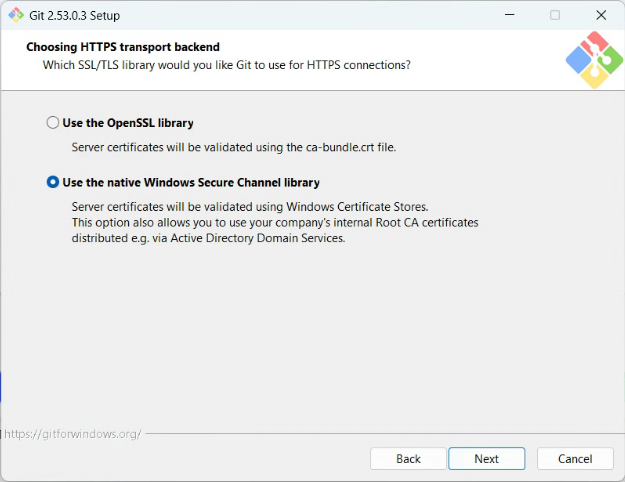 Git 2.53.0.3 Setup
Choosing HTTPS transport backend
Which SSL/TLS library would you like Git to use for HTTPS connections?
Use the OpenSSL library
Server certificates will be validated using the ca-bundle.crt file.
Use the native Windows Secure Channel library
Server certificates will be validated using Windows Certificate Stores.
This option also allows you to use your company's internal Root CA certificates
distributed e.g. via Active Directory Domain Services.
https://gitforwindows.org/
Back Next Cancel